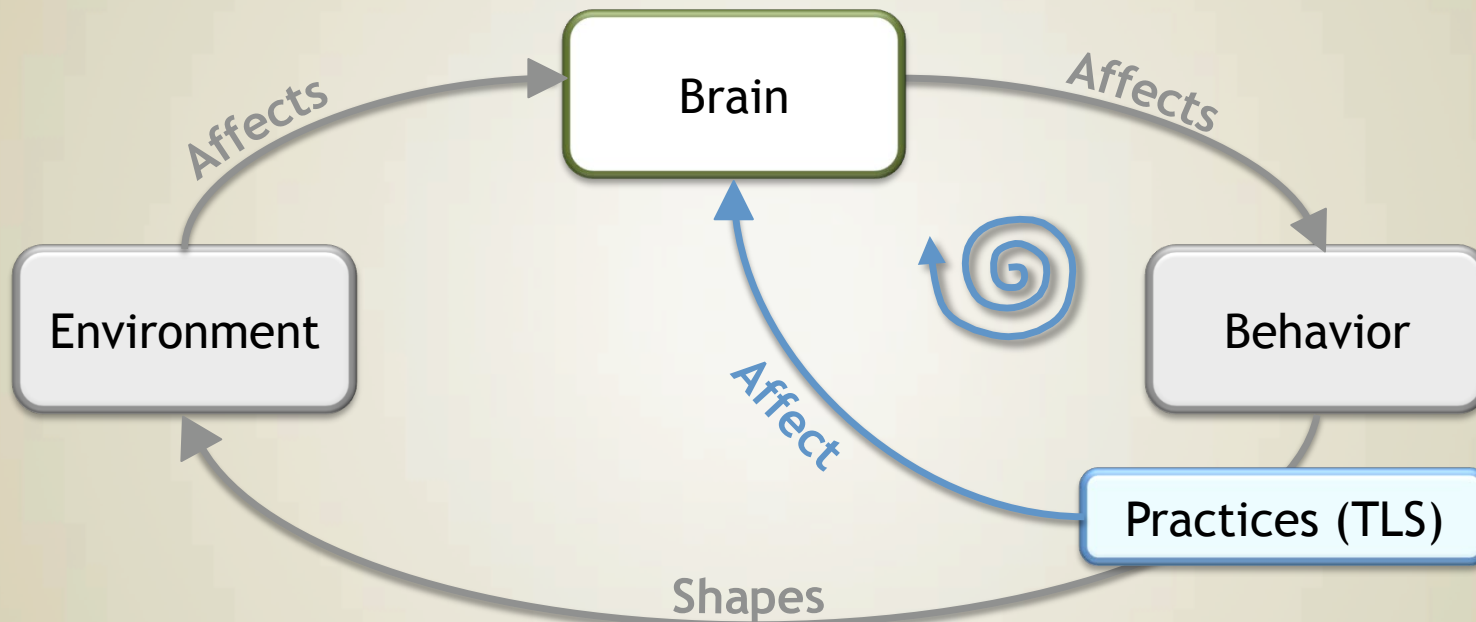 Brain
Affects
Affects
Environment
Behavior
Affect
Practices (TLS)
Shapes